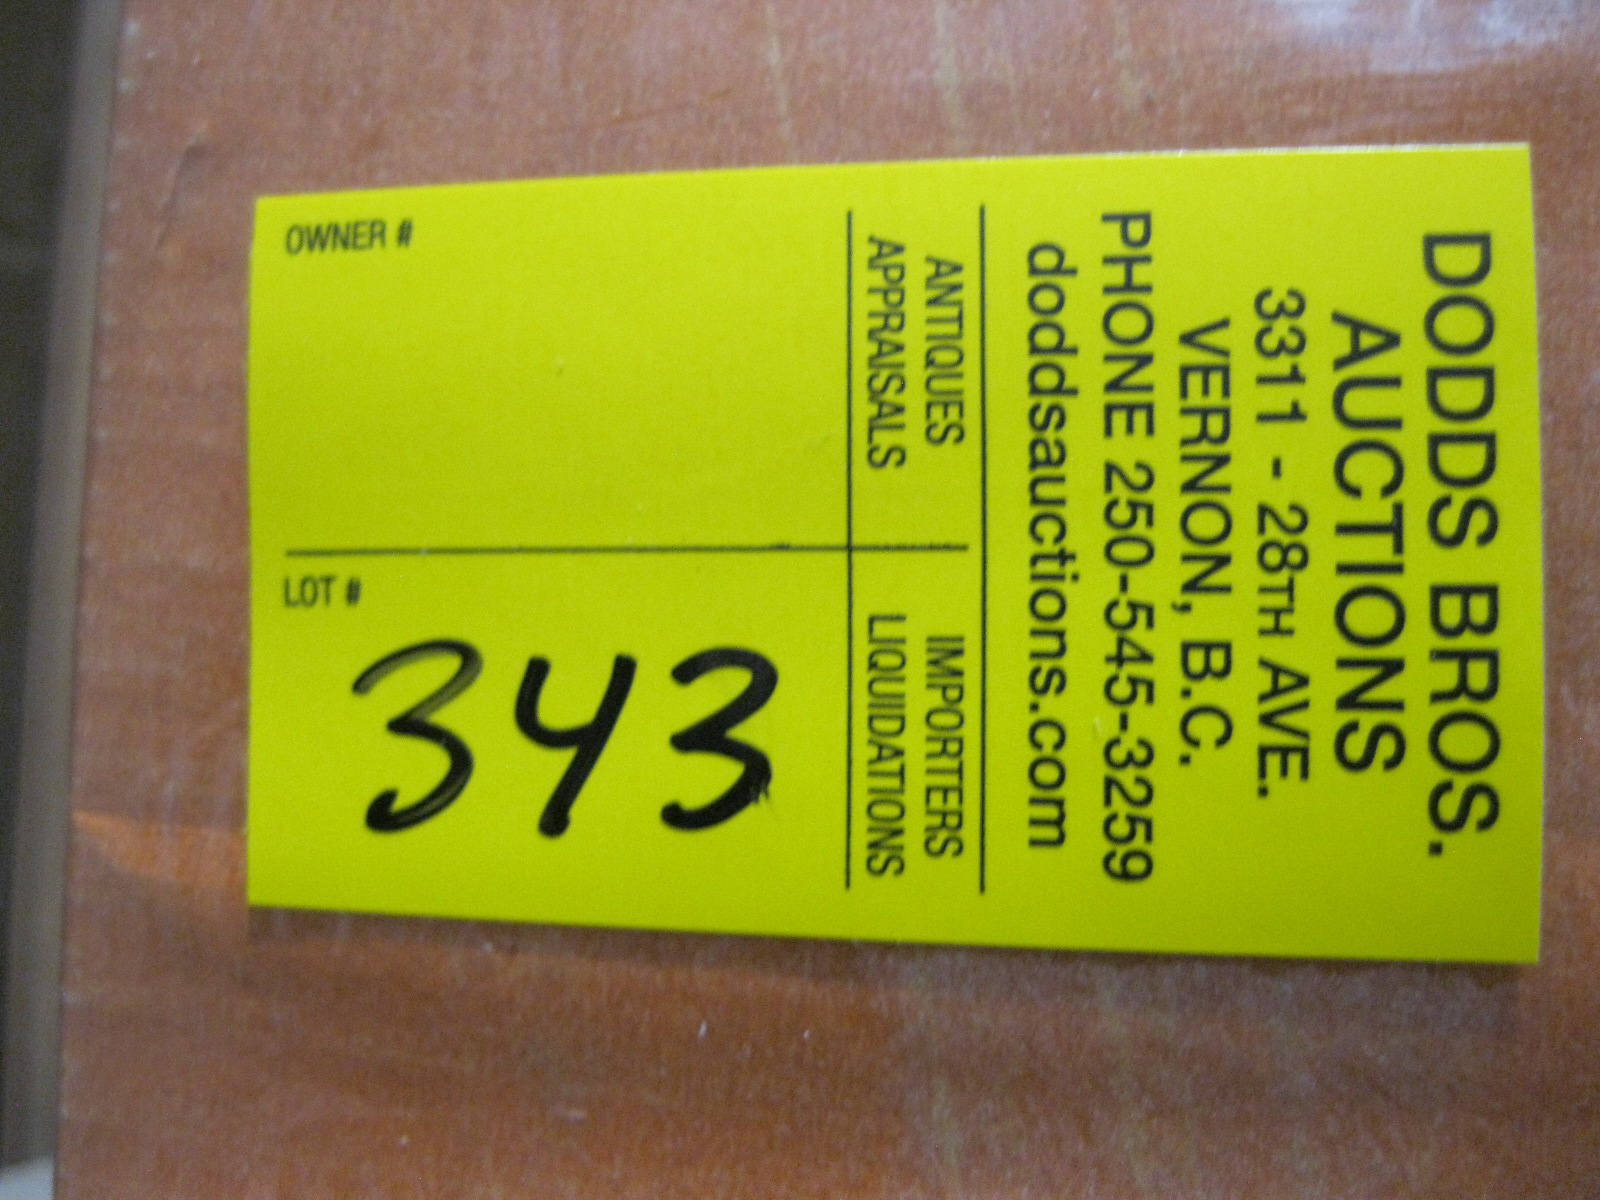 DODDS BROS.
AUCTIONS
3311 - 28TH AVE.
VERNON, B.C.
PHONE 250-545-3259
doddsauctions.com
ANTIQUES IMPORTERS
APPRAISALS LIQUIDATIONS
OWNER # LOT #
343